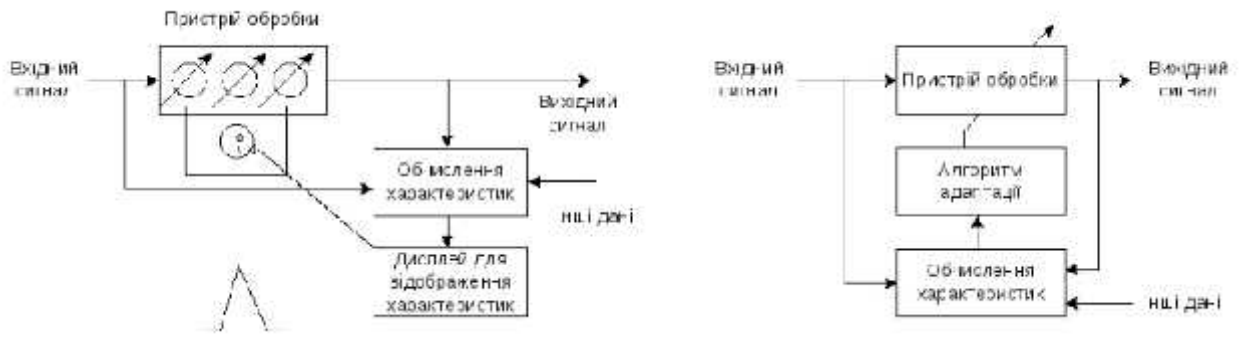 Пристрій обробки
Вхідний
сигнал
Вихідний
сигнал
Обчислення
характеристик
інші дані
Дисплей для
відображення
характеристик
Вхідний
сигнал
Пристрій обробки
Вихідний
сигнал
Алгоритм
адаптації
Обчислення
характеристик
інші дані